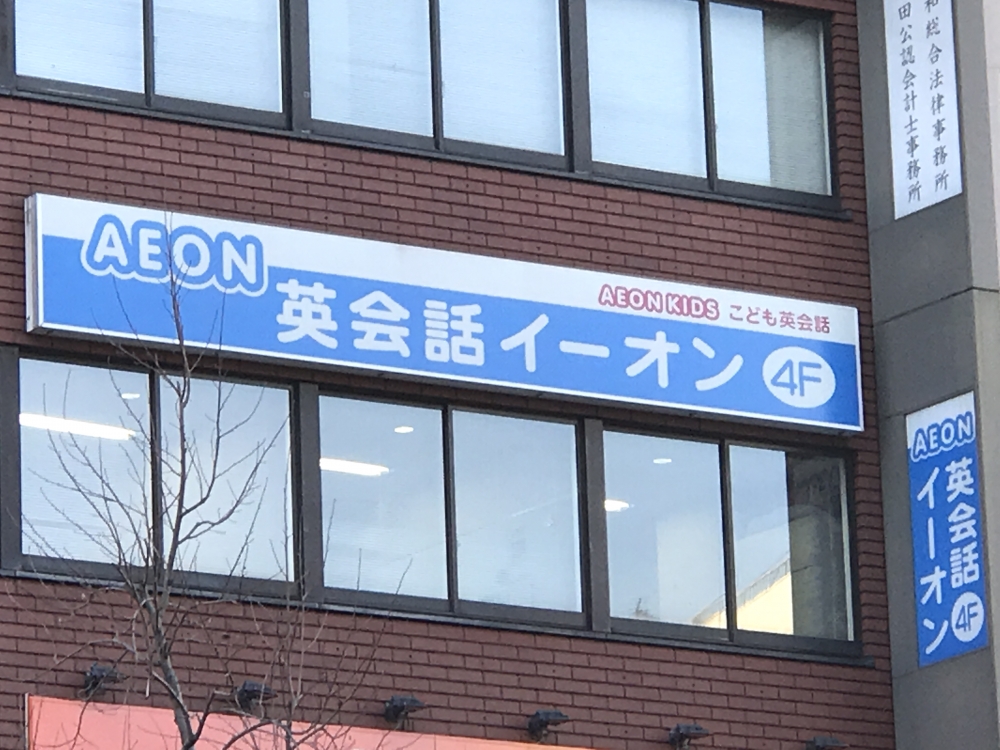 AEON
英会話イーオン 4F
AEON KIDS こども英会話
総合法律事務所
田公認会計士事務所
AEON
英会話
イーオン
4F